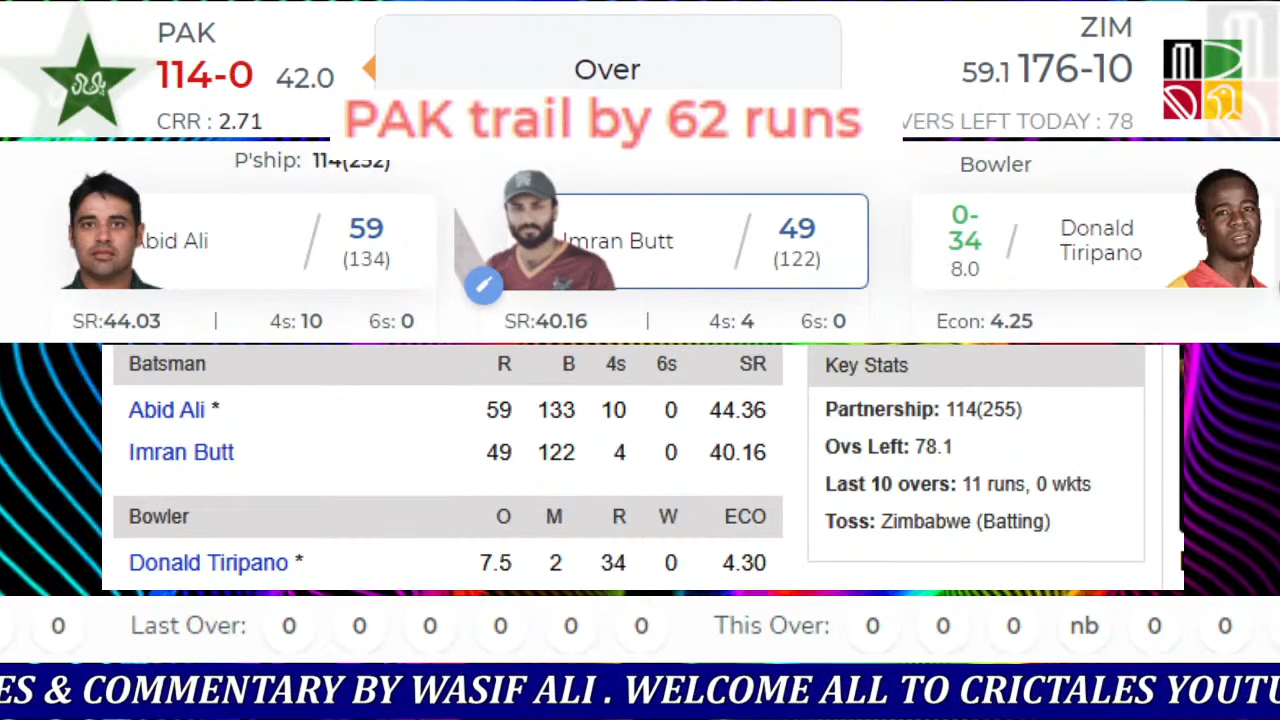 PAK
114-0 42.0
CRR : 2.71
Over
PAK trail by 62 runs
ZIM
59.1 176-10
VERS LEFT TODAY : 78
P'ship: 114(252)
Bowler
Abid Ali 59 (134)
Imran Butt 49 (122)
0-34 8.0 Donald Tiripano
SR:44.03 | 4s: 10 6s: 0
SR:40.16 | 4s: 4 6s: 0
Econ: 4.25
Batsman R B 4s 6s SR
Abid Ali * 59 133 10 0 44.36
Imran Butt 49 122 4 0 40.16
Bowler O M R W ECO
Donald Tiripano * 7.5 2 34 0 4.30
Key Stats
Partnership: 114(255)
Ovs Left: 78.1
Last 10 overs: 11 runs, 0 wkts
Toss: Zimbabwe (Batting)
0 Last Over: 0 0 0 0 0 0 This Over: 0 0 0 nb 0 0
ES & COMMENTARY BY WASIF ALI . WELCOME ALL TO CRICTALES YOUTU